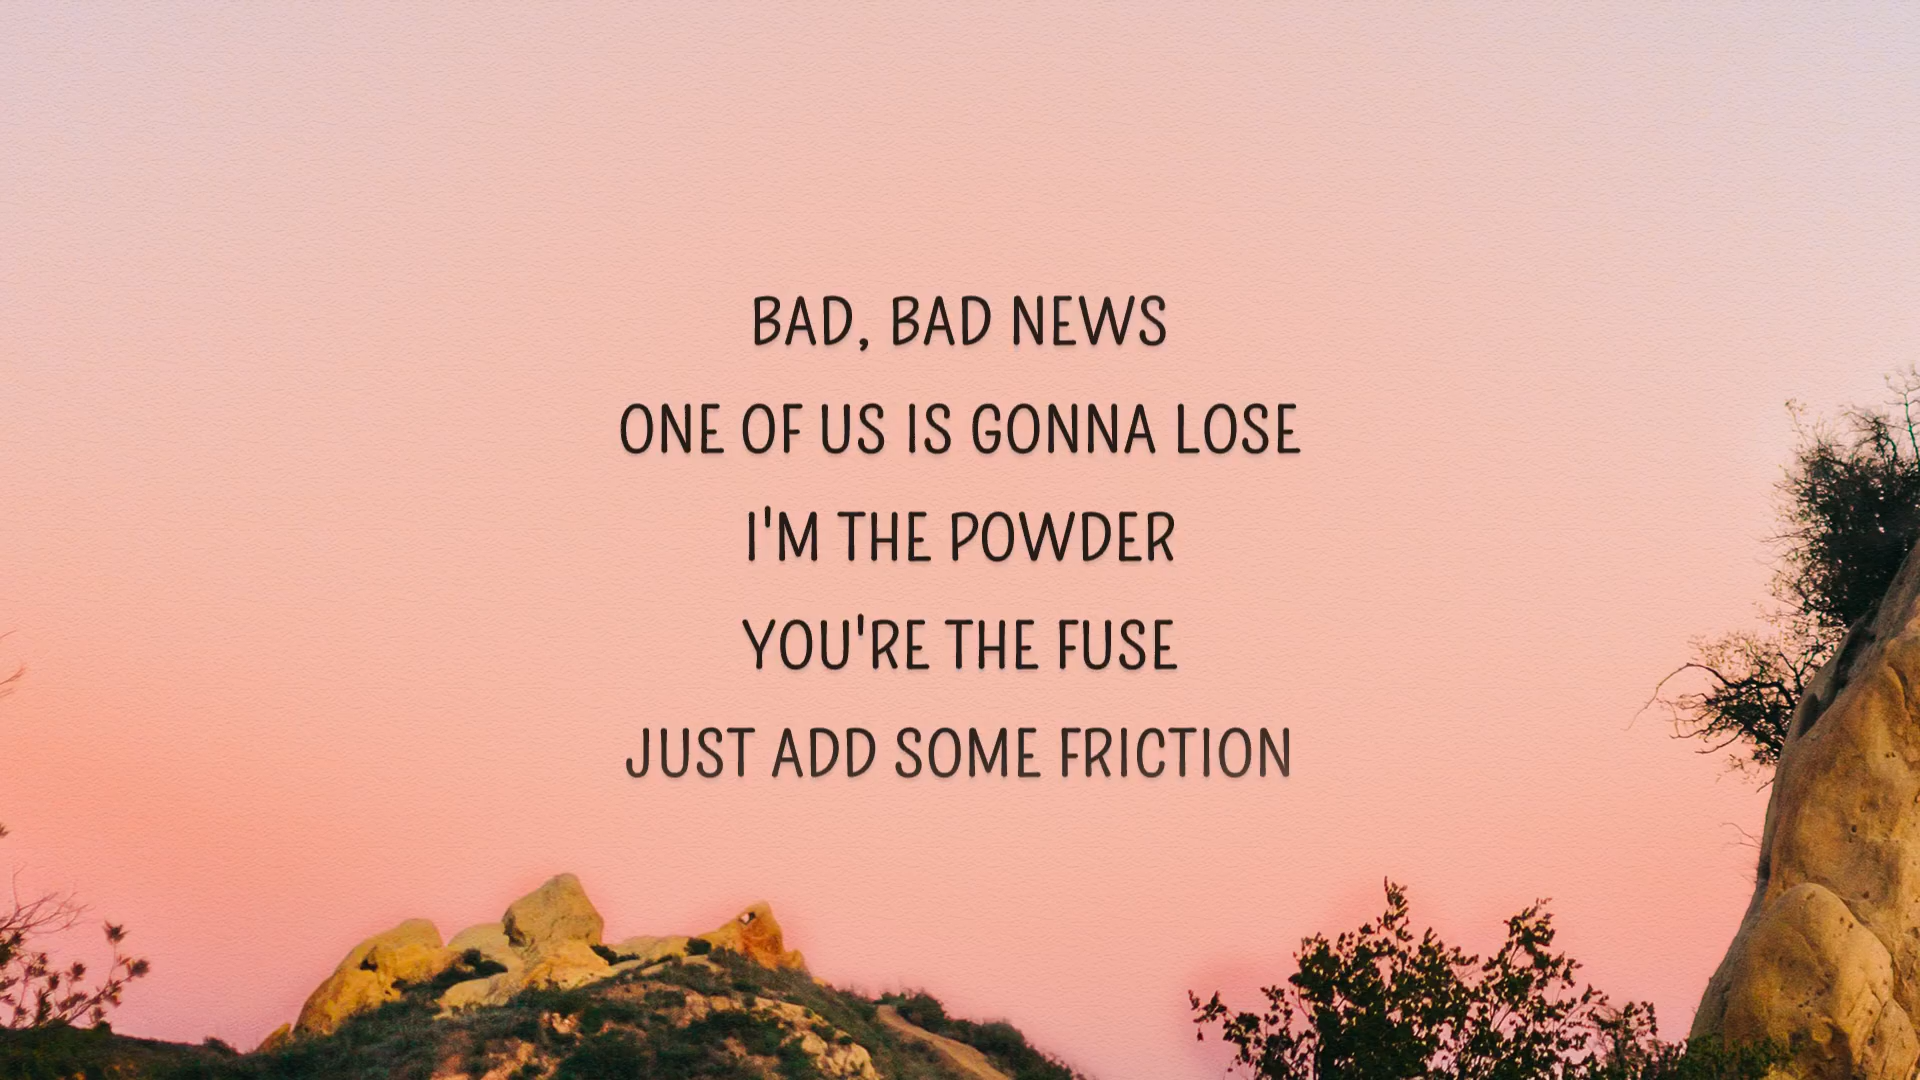 BAD, BAD NEWS
ONE OF US IS GONNA LOSE
I'M THE POWDER
YOU'RE THE FUSE
JUST ADD SOME FRICTION